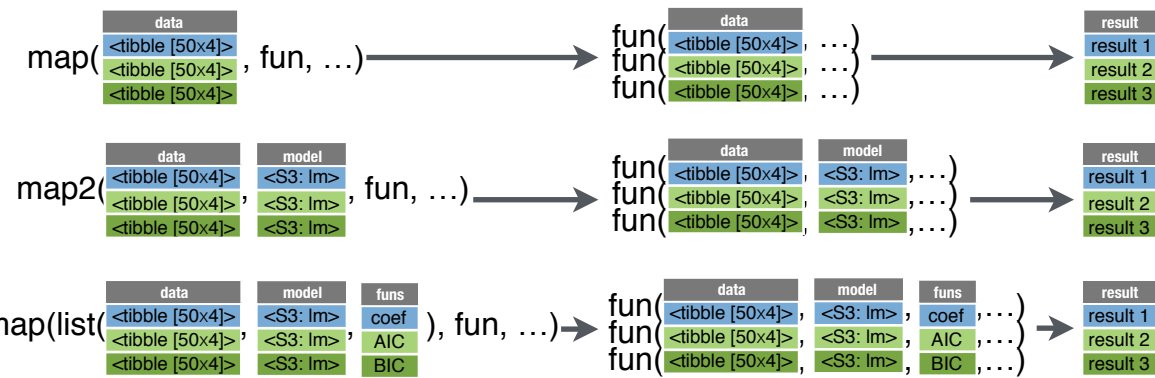 data data result
map( <tibble [50x4]> , fun, …) fun( <tibble [50x4]> , …) result 1
<tibble [50x4]> fun( <tibble [50x4]> , …) result 2
<tibble [50x4]> fun( <tibble [50x4]> , …) result 3
data model data model result
map2( <tibble [50x4]> , <S3: lm> , fun, …) fun( <tibble [50x4]> , <S3: lm> ,…) result 1
<tibble [50x4]> <S3: lm> fun( <tibble [50x4]> , <S3: lm> ,…) result 2
<tibble [50x4]> <S3: lm> fun( <tibble [50x4]> , <S3: lm> ,…) result 3
data model funs data model funs result
map(list( <tibble [50x4]> , <S3: lm> , coef ), fun, …) fun( <tibble [50x4]> , <S3: lm> , coef ,…) result 1
<tibble [50x4]> <S3: lm> AIC fun( <tibble [50x4]> , <S3: lm> , AIC ,…) result 2
<tibble [50x4]> <S3: lm> BIC fun( <tibble [50x4]> , <S3: lm> , BIC ,…) result 3